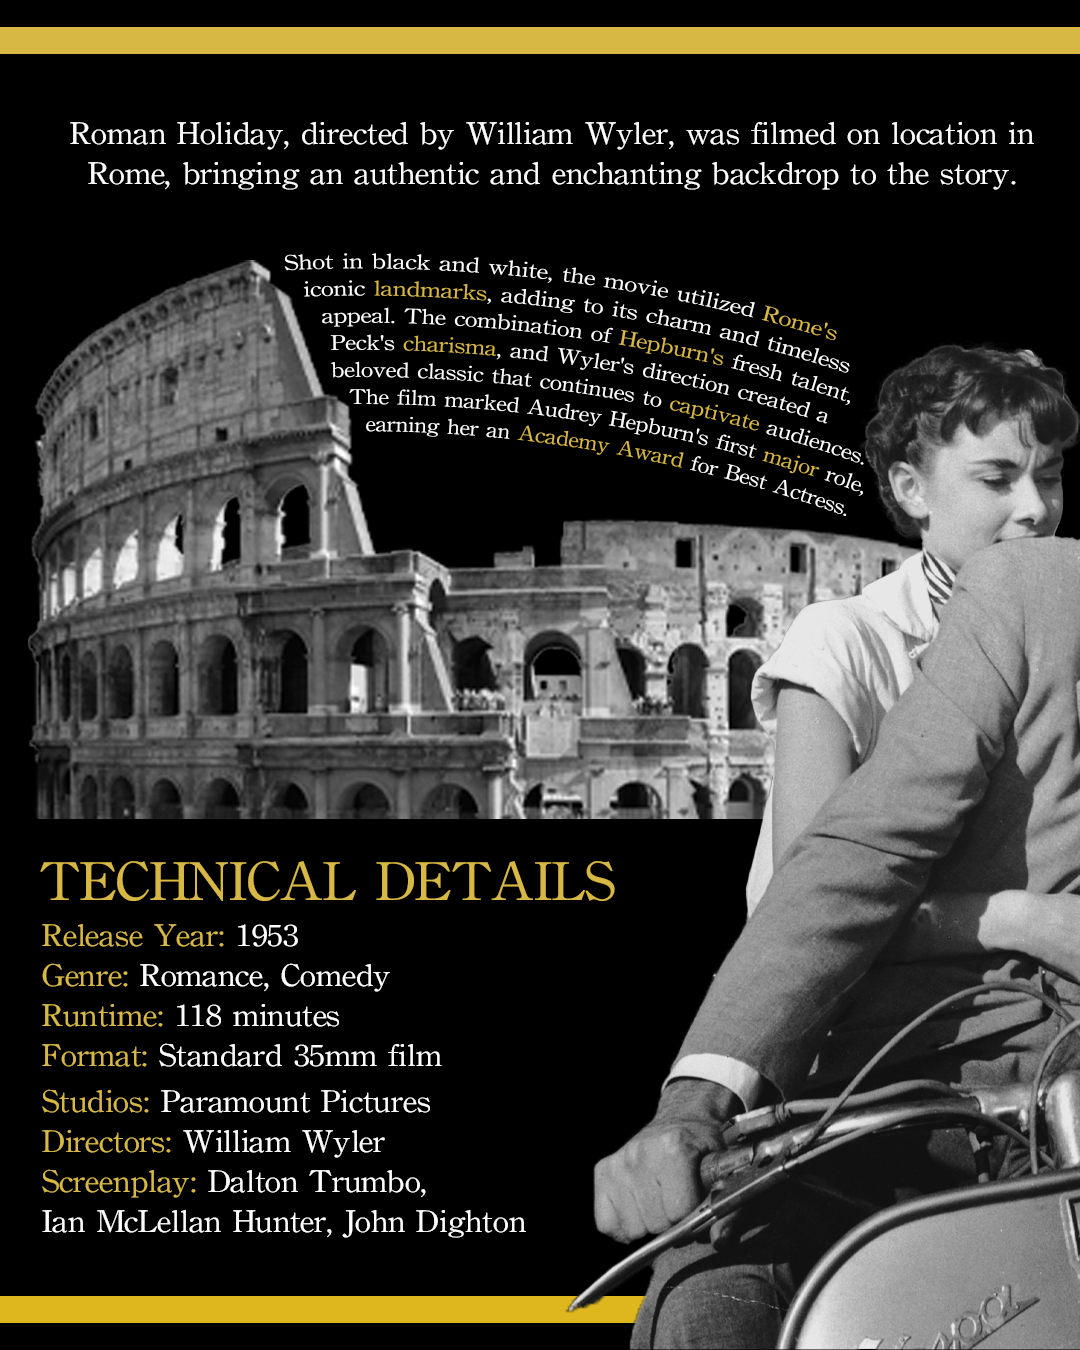 Roman Holiday, directed by William Wyler, was filmed on location in
Rome, bringing an authentic and enchanting backdrop to the story.
Shot in black and white, the movie utilized Rome's
iconic landmarks, adding to its charm and timeless
appeal. The combination of Hepburn's fresh talent,
Peck's charisma, and Wyler's direction created a
beloved classic that continues to captivate audiences.
The film marked Audrey Hepburn's first major role,
earning her an Academy Award for Best Actress.
TECHNICAL DETAILS
Release Year: 1953
Genre: Romance, Comedy
Runtime: 118 minutes
Format: Standard 35mm film
Studios: Paramount Pictures
Directors: William Wyler
Screenplay: Dalton Trumbo,
Ian McLellan Hunter, John Dighton
Vespa